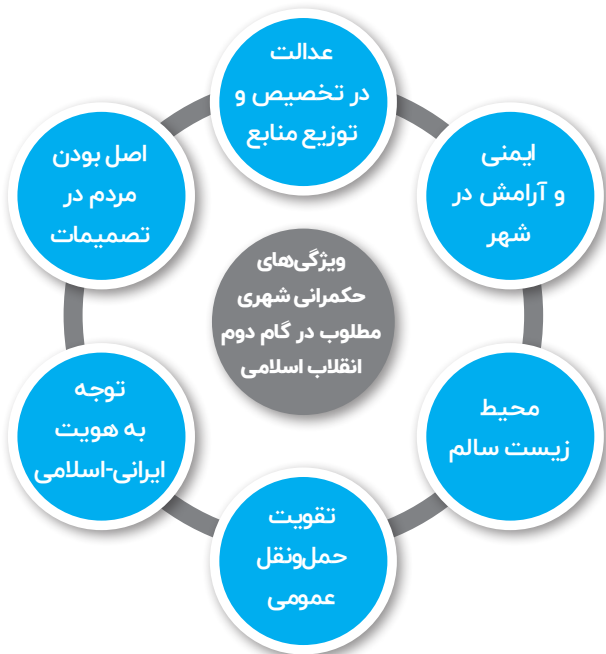 عدالت
در تخصیص و
توزیع منابع
ایمنی
و آرامش در
شهر
محیط
زیست سالم
تقویت
حمل‌ونقل
عمومی
توجه
به هویت
ایرانی-اسلامی
اصل بودن
مردم در
تصمیمات
ویژگی‌های
حکمرانی شهری
مطلوب در گام دوم
انقلاب اسلامی